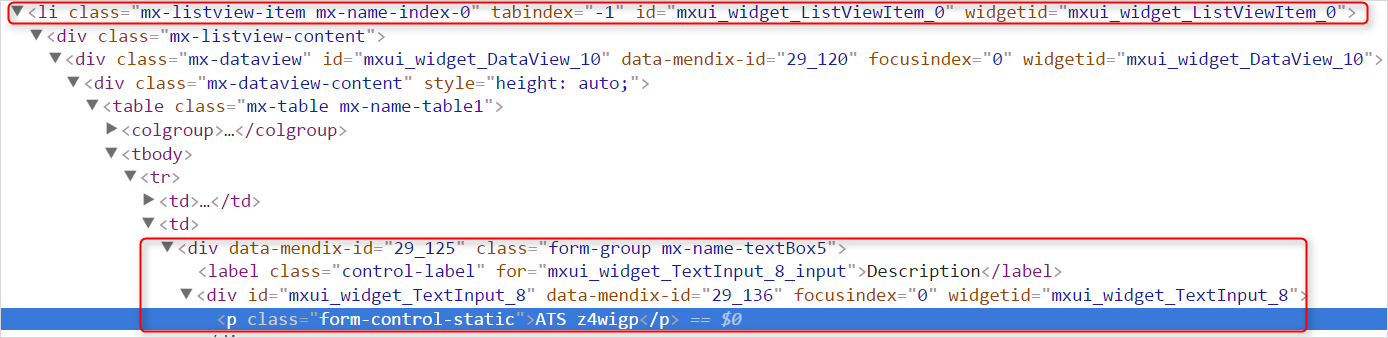 ▼<li class="mx-listview-item mx-name-index-0" tabindex="-1" id="mxui_widget_ListViewItem_0" widgetid="mxui_widget_ListViewItem_0">
▼<div class="mx-listview-content">
▼<div class="mx-dataview" id="mxui_widget_DataView_10" data-mendix-id="29_120" focusindex="0" widgetid="mxui_widget_DataView_10">
▼<div class="mx-dataview-content" style="height: auto;">
▼<table class="mx-table mx-name-table1">
▶<colgroup>…</colgroup>
▼<tbody>
▼<tr>
▶<td>…</td>
▼<td>
▼<div data-mendix-id="29_125" class="form-group mx-name-textBox5">
<label class="control-label" for="mxui_widget_TextInput_8_input">Description</label>
▼<div id="mxui_widget_TextInput_8" data-mendix-id="29_136" focusindex="0" widgetid="mxui_widget_TextInput_8">
<p class="form-control-static">ATS z4wigp</p> == $0